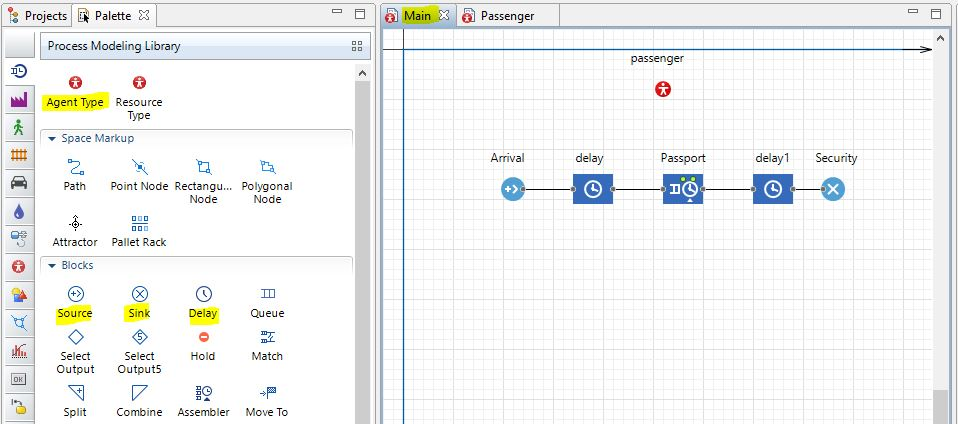 Projects Palette
Process Modeling Library
Agent Type Resource
Type
Space Markup
Path Point Node Rectangu... Polygonal
Node Node
Attractor Pallet Rack
Blocks
Source Sink Delay Queue
Select Select Hold Match
Output Output5
Split Combine Assembler Move To
OK
Main Passenger
passenger
Arrival delay Passport delay1 Security